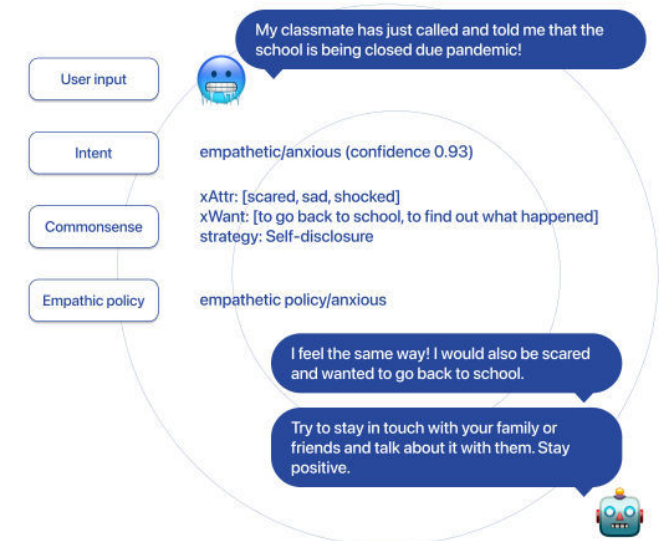 My classmate has just called and told me that the
school is being closed due pandemic!
User input
Intent
empathetic/anxious (confidence 0.93)
xAttr: [scared, sad, shocked]
Commonsense
xWant: [to go back to school, to find out what happened]
strategy: Self-disclosure
Empathic policy
empathetic policy/anxious
I feel the same way! I would also be scared
and wanted to go back to school.
Try to stay in touch with your family or
friends and talk about it with them. Stay
positive.